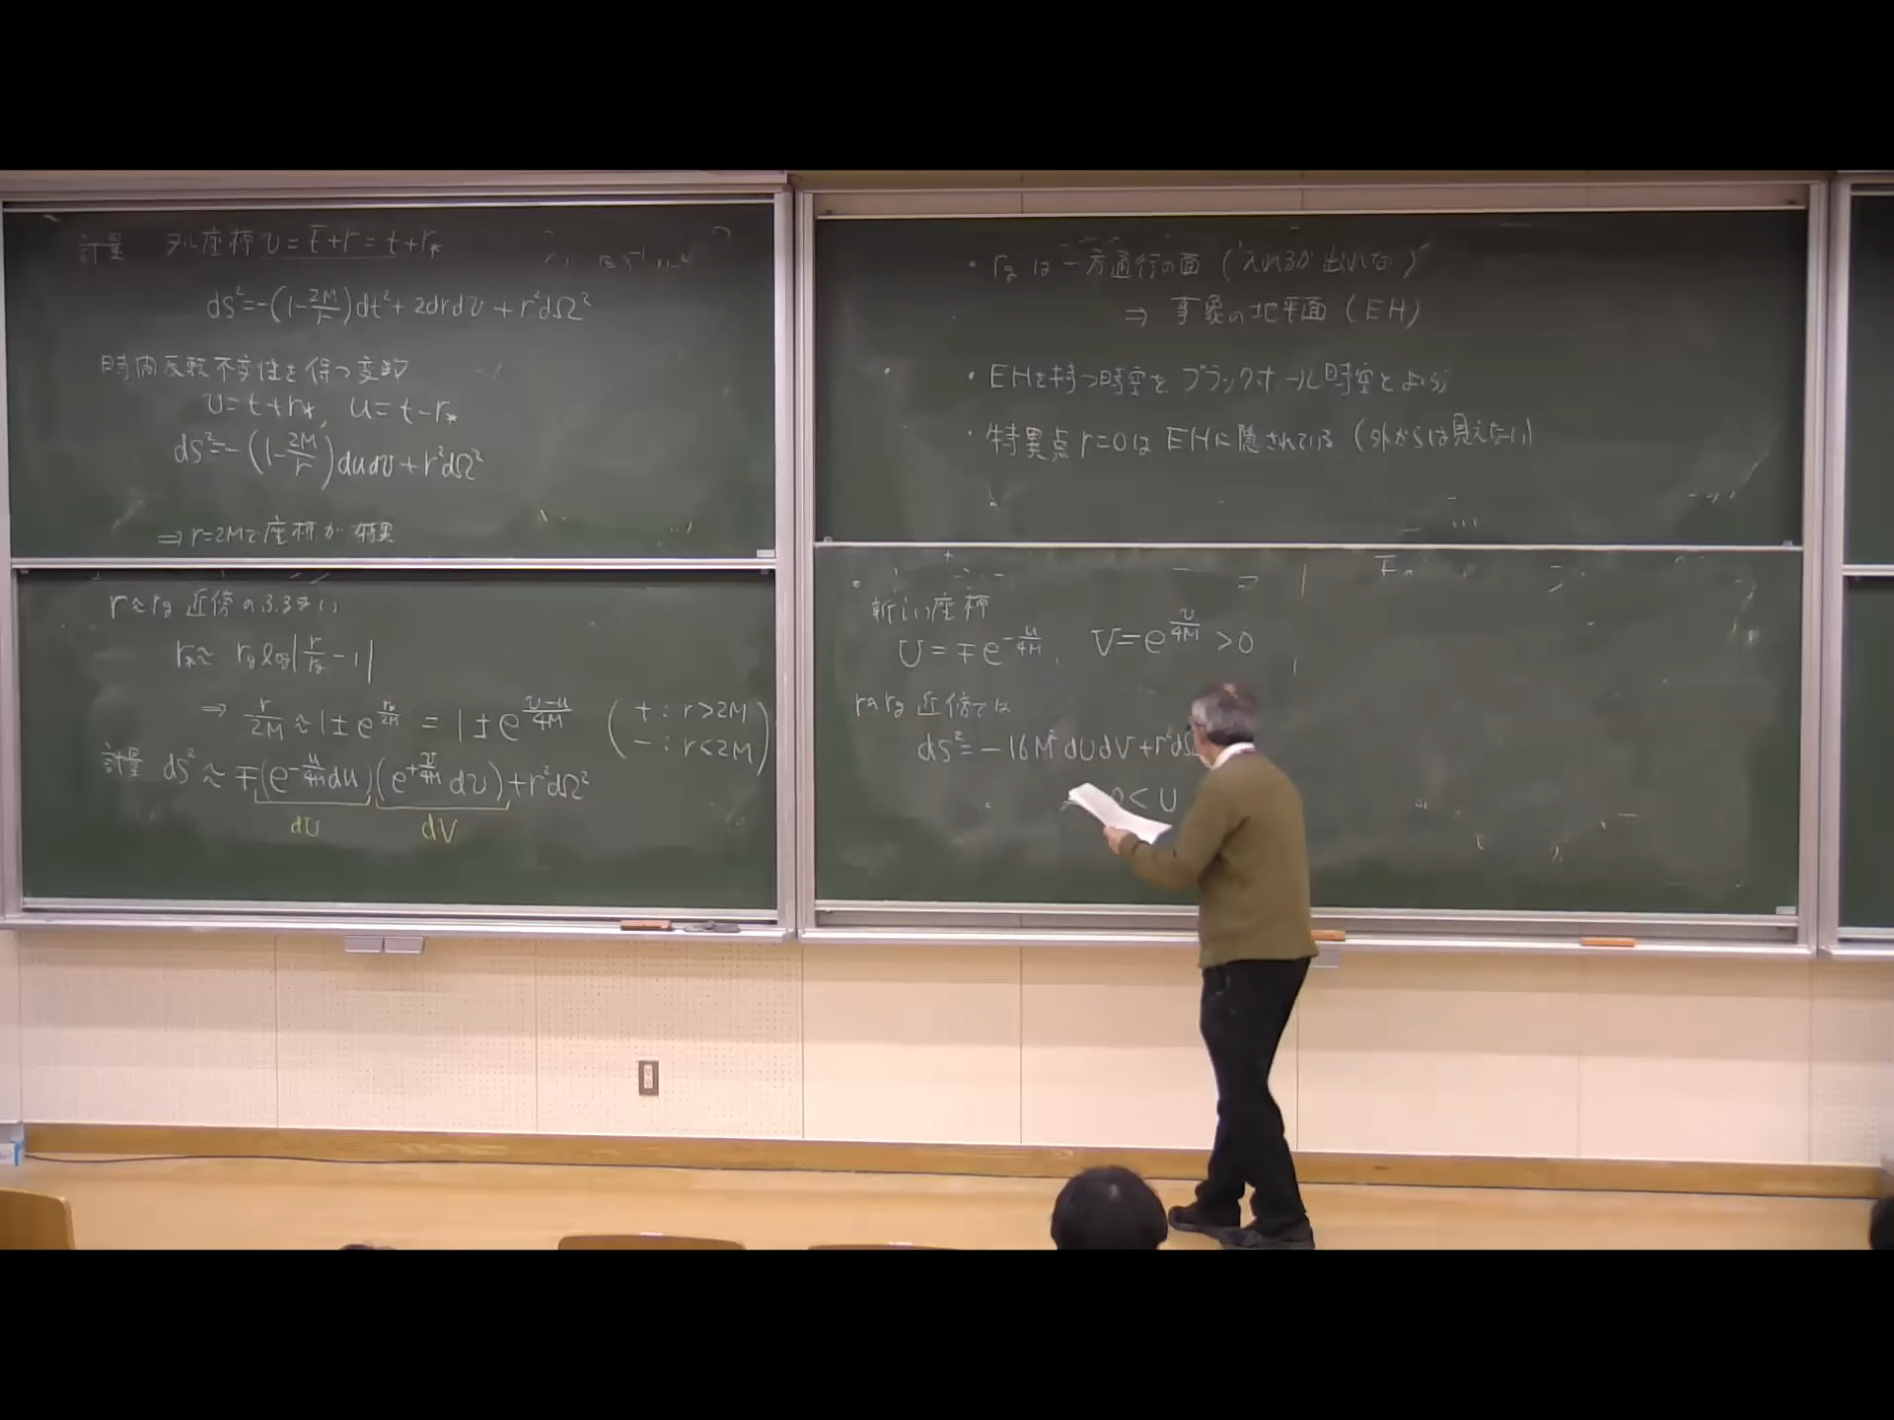 計量 ヌル座標 v = t̄+r = t+r*
ds² = -(1-2M/r)dt² + 2drdv + r²dΩ²
時間反転不変性を得つ変数
v = t+r*, u = t-r*
ds² = -(1-2M/r)dudv + r²dΩ²
⇒ r=2Mで座標が特異
r≈rg 近傍のふるまい
r* ≈ rg log|r/rg - 1|
⇒ r/2M ≈ 1 ± e^(r*/2M) = 1 ± e^((v-u)/4M) (+ : r>2M
- : r<2M)
計量 ds² ≈ ∓(e^(-u/4M)du)(e^(+v/4M)dv) + r²dΩ²
dU dV
・rg は一方通行の面 (入れるが出れない)
⇒ 事象の地平面 (EH)
・EHを持つ時空をブラックホール時空とよぶ
・特異点 r=0は EHに隠されている (外からは見えない)
新しい座標
U = ∓e^(-u/4M), V = e^(v/4M) > 0
r≈rg 近傍では
ds² = -16M²dUdV + r²d
0 < U